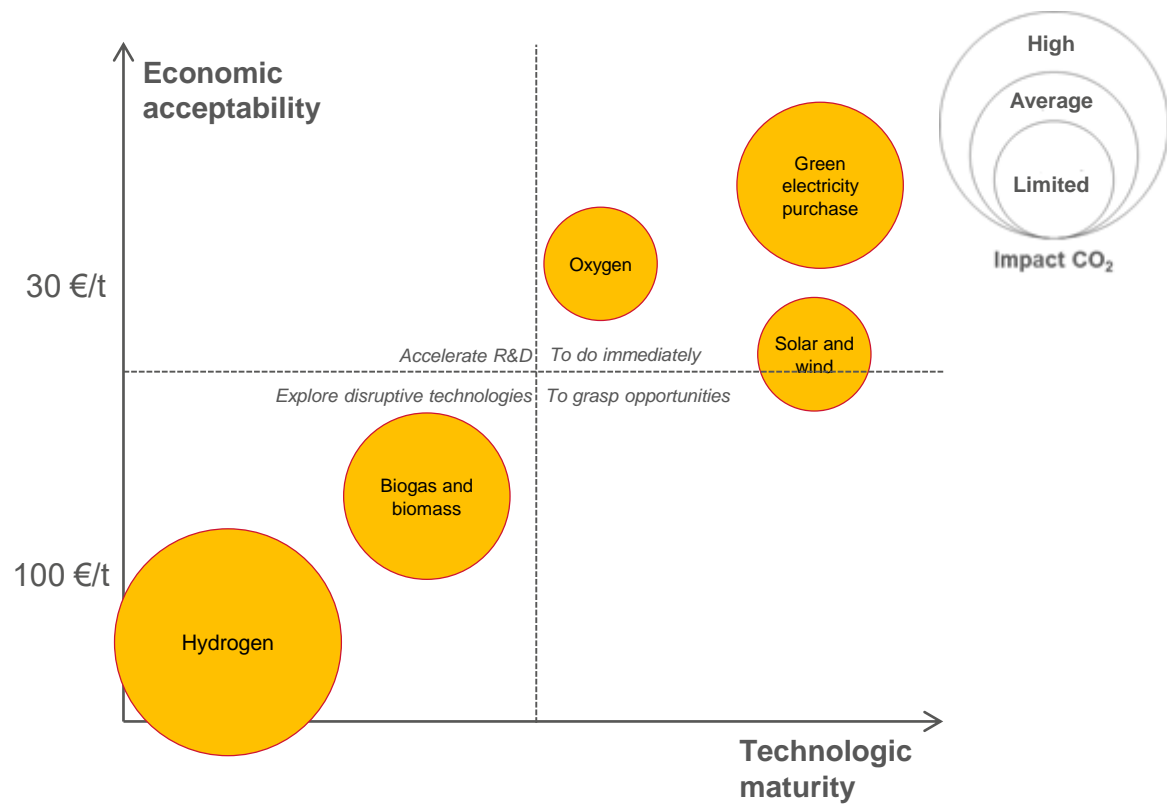 High
Economic
acceptability
Average
Green
electricity
purchase
Limited
Oxygen
Impact CO₂
30 €/t
Solar and
wind
Accelerate R&D
To do immediately
Explore disruptive technologies
To grasp opportunities
Biogas and
biomass
100 €/t
Hydrogen
Technologic
maturity